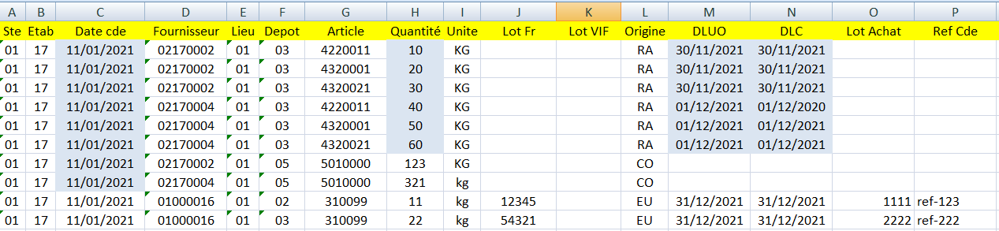 A B C D E F G H I J K L M N O P
Ste Etab Date cde Fournisseur Lieu Depot Article Quantité Unite Lot Fr Lot VIF Origine DLUO DLC Lot Achat Ref Cde
01 17 11/01/2021 02170002 01 03 4220011 10 KG RA 30/11/2021 30/11/2021
01 17 11/01/2021 02170002 01 03 4320001 20 KG RA 30/11/2021 30/11/2021
01 17 11/01/2021 02170002 01 03 4320021 30 KG RA 30/11/2021 30/11/2021
01 17 11/01/2021 02170004 01 03 4220011 40 KG RA 01/12/2021 01/12/2020
01 17 11/01/2021 02170004 01 03 4320001 50 KG RA 01/12/2021 01/12/2021
01 17 11/01/2021 02170004 01 03 4320021 60 KG RA 01/12/2021 01/12/2021
01 17 11/01/2021 02170002 01 05 5010000 123 KG CO
01 17 11/01/2021 02170004 01 05 5010000 321 kg CO
01 17 11/01/2021 01000016 01 02 310099 11 kg 12345 EU 31/12/2021 31/12/2021 1111 ref-123
01 17 11/01/2021 01000016 01 03 310099 22 kg 54321 EU 31/12/2021 31/12/2021 2222 ref-222